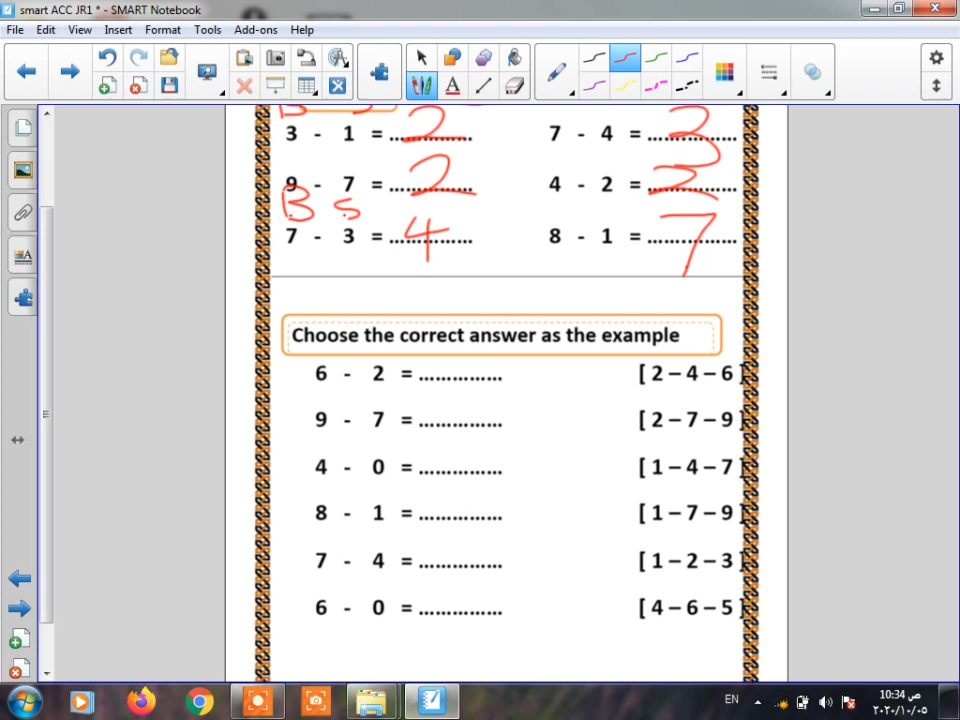 smart ACC JR1 * - SMART Notebook
File Edit View Insert Format Tools Add-ons Help
3 - 1 = ............... 2 7 - 4 = ................ 3
9 - 7 = ............... 2 4 - 2 = ................ 2
B S
7 - 3 = ............... 4 8 - 1 = ................ 7
Choose the correct answer as the example
6 - 2 = ............... [ 2 – 4 – 6 ]
9 - 7 = ............... [ 2 – 7 – 9 ]
4 - 0 = ............... [ 1 – 4 – 7 ]
8 - 1 = ............... [ 1 – 7 – 9 ]
7 - 4 = ............... [ 1 – 2 – 3 ]
6 - 0 = ............... [ 4 – 6 – 5 ]
EN 10:34 ص
٢٠٢٠/١٠/٠٥